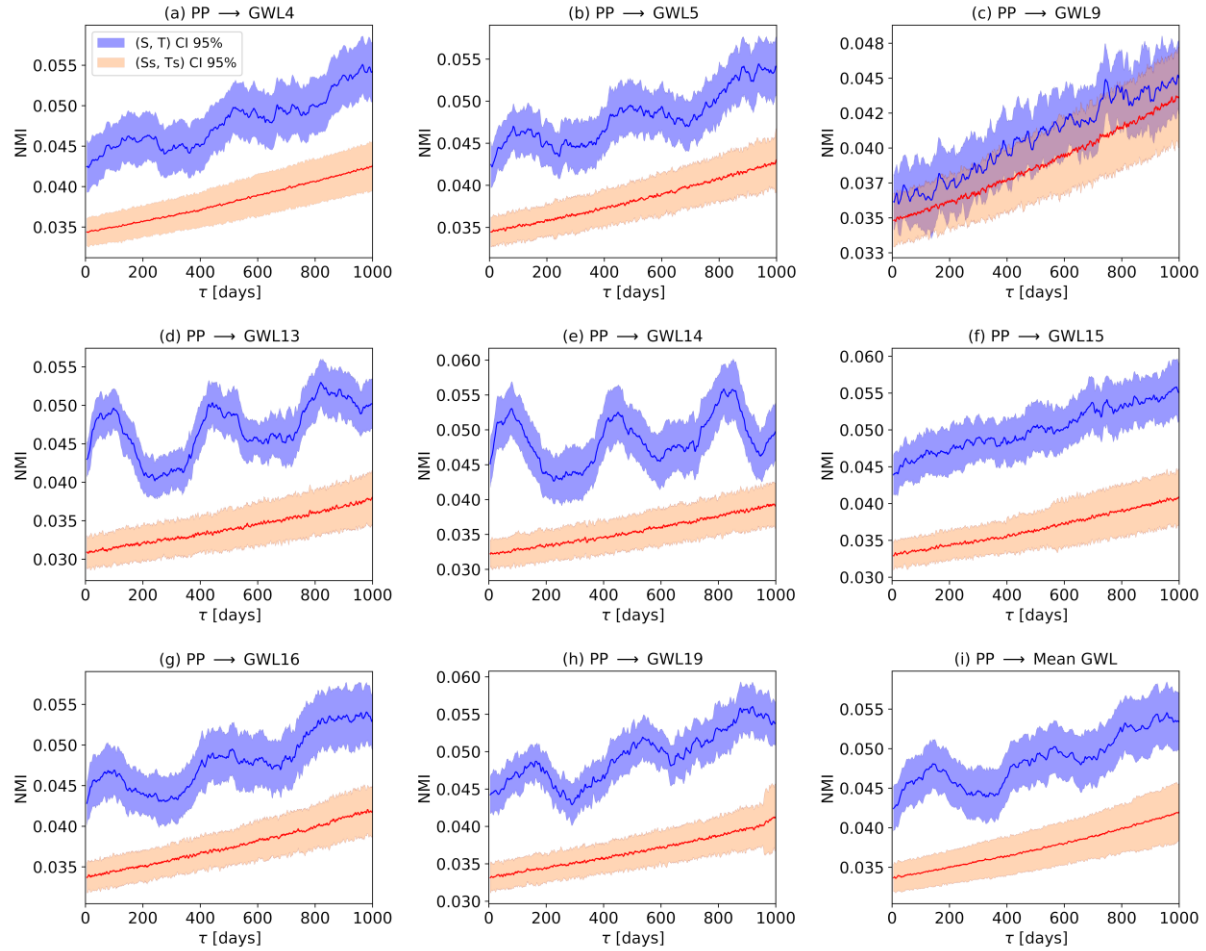 (a) PP → GWL4
(b) PP → GWL5
(c) PP → GWL9
(S, T) CI 95%
(Ss, Ts) CI 95%
NMI
0.055
0.050
0.045
0.040
0.035
0 200 400 600 800 1000
τ [days]
NMI
0.055
0.050
0.045
0.040
0.035
0 200 400 600 800 1000
τ [days]
NMI
0.048
0.044
0.042
0.040
0.037
0.035
0.033
0 200 400 600 800 1000
τ [days]
(d) PP → GWL13
(e) PP → GWL14
(f) PP → GWL15
NMI
0.055
0.050
0.045
0.040
0.035
0.030
0 200 400 600 800 1000
τ [days]
NMI
0.060
0.055
0.050
0.045
0.040
0.035
0.030
0 200 400 600 800 1000
τ [days]
NMI
0.060
0.055
0.050
0.045
0.040
0.035
0.030
0 200 400 600 800 1000
τ [days]
(g) PP → GWL16
(h) PP → GWL19
(i) PP → Mean GWL
NMI
0.055
0.050
0.045
0.040
0.035
0 200 400 600 800 1000
τ [days]
NMI
0.060
0.055
0.050
0.045
0.040
0.035
0.030
0 200 400 600 800 1000
τ [days]
NMI
0.055
0.050
0.045
0.040
0.035
0 200 400 600 800 1000
τ [days]